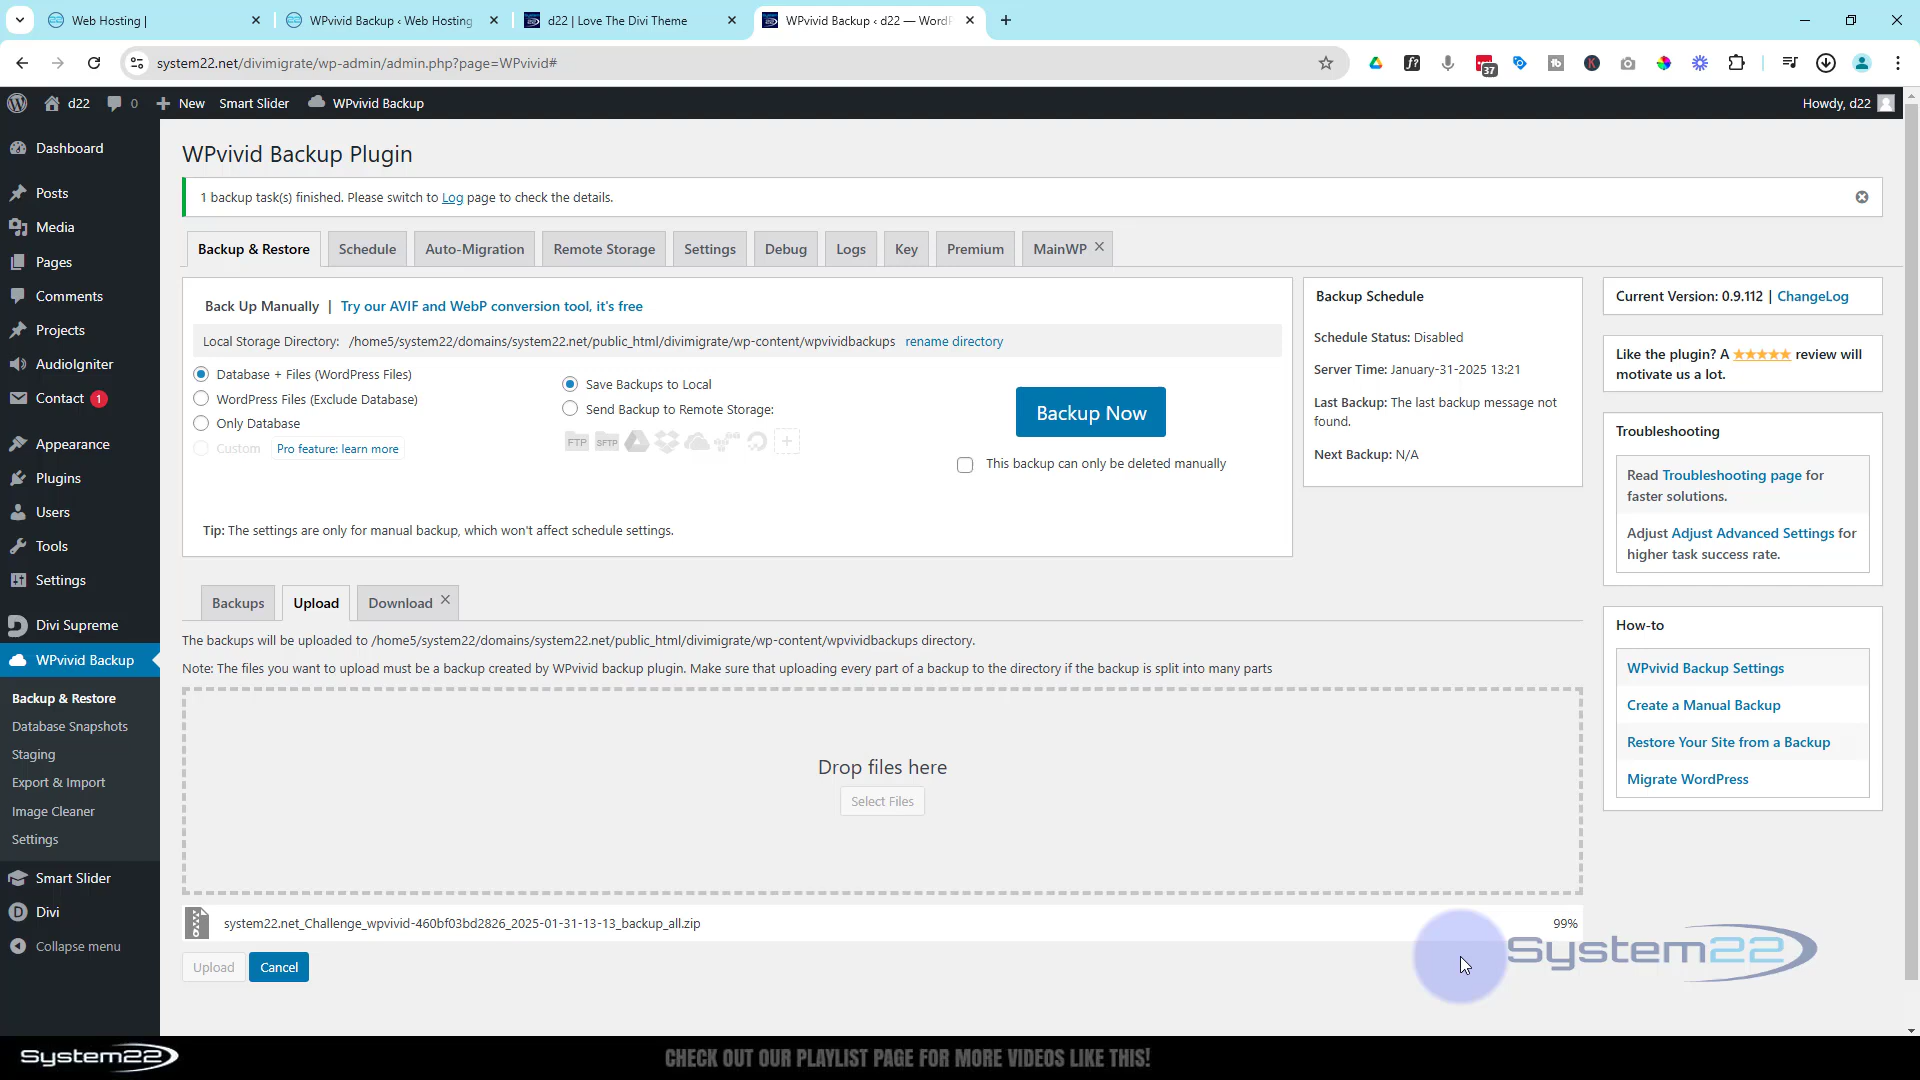 Web Hosting |
WPvivid Backup ‹ Web Hosting
d22 | Love The Divi Theme
WPvivid Backup ‹ d22 — WordP
system22.net/divimigrate/wp-admin/admin.php?page=WPvivid#
37
d22
0
New
Smart Slider
WPvivid Backup
Howdy, d22
Dashboard
Posts
Media
Pages
Comments
Projects
AudioIgniter
Contact 1
Appearance
Plugins
Users
Tools
Settings
Divi Supreme
WPvivid Backup
Backup & Restore
Database Snapshots
Staging
Export & Import
Image Cleaner
Settings
Smart Slider
Divi
Collapse menu
WPvivid Backup Plugin
1 backup task(s) finished. Please switch to Log page to check the details.
Backup & Restore
Schedule
Auto-Migration
Remote Storage
Settings
Debug
Logs
Key
Premium
MainWP
Back Up Manually | Try our AVIF and WebP conversion tool, it's free
Local Storage Directory: /home5/system22/domains/system22.net/public_html/divimigrate/wp-content/wpvividbackups rename directory
Database + Files (WordPress Files)
WordPress Files (Exclude Database)
Only Database
Custom Pro feature: learn more
Save Backups to Local
Send Backup to Remote Storage:
FTP
SFTP
Backup Now
This backup can only be deleted manually
Tip: The settings are only for manual backup, which won't affect schedule settings.
Backup Schedule
Schedule Status: Disabled
Server Time: January-31-2025 13:21
Last Backup: The last backup message not
found.
Next Backup: N/A
Current Version: 0.9.112 | ChangeLog
Like the plugin? A ★★★★★ review will
motivate us a lot.
Troubleshooting
Read Troubleshooting page for
faster solutions.
Adjust Adjust Advanced Settings for
higher task success rate.
How-to
WPvivid Backup Settings
Create a Manual Backup
Restore Your Site from a Backup
Migrate WordPress
Backups
Upload
Download
The backups will be uploaded to /home5/system22/domains/system22.net/public_html/divimigrate/wp-content/wpvividbackups directory.
Note: The files you want to upload must be a backup created by WPvivid backup plugin. Make sure that uploading every part of a backup to the directory if the backup is split into many parts
Drop files here
Select Files
system22.net_Challenge_wpvivid-460bf03bd2826_2025-01-31-13-13_backup_all.zip
99%
Upload
Cancel
System22
System22
CHECK OUT OUR PLAYLIST PAGE FOR MORE VIDEOS LIKE THIS!